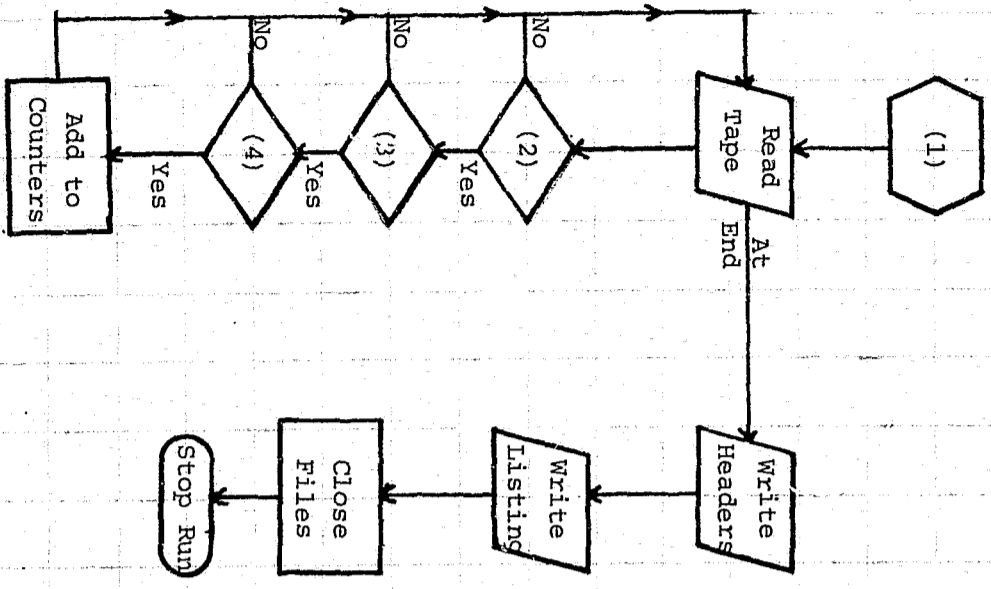 (1)
Read
Tape
At
End
(2)
No
Yes
(3)
No
Yes
(4)
No
Yes
Add to
Counters
Write
Headers
Write
Listing
Close
Files
Stop Run